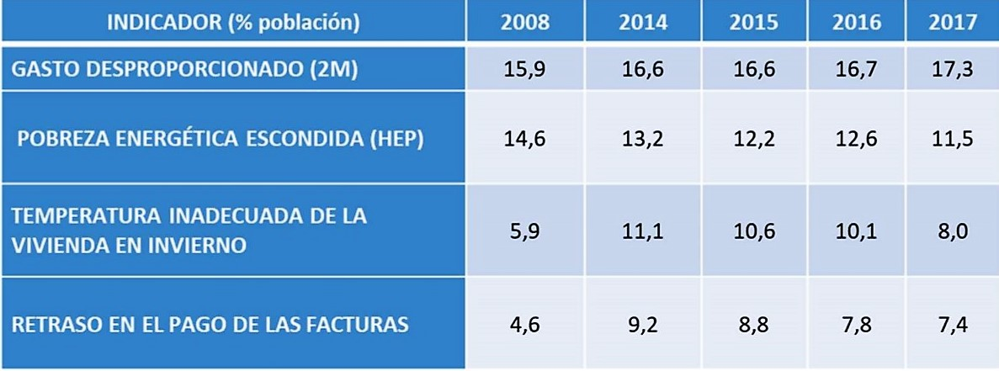 INDICADOR (% población) 2008 2014 2015 2016 2017
GASTO DESPROPORCIONADO (2M) 15,9 16,6 16,6 16,7 17,3
POBREZA ENERGÉTICA ESCONDIDA (HEP) 14,6 13,2 12,2 12,6 11,5
TEMPERATURA INADECUADA DE LA
VIVIENDA EN INVIERNO 5,9 11,1 10,6 10,1 8,0
RETRASO EN EL PAGO DE LAS FACTURAS 4,6 9,2 8,8 7,8 7,4